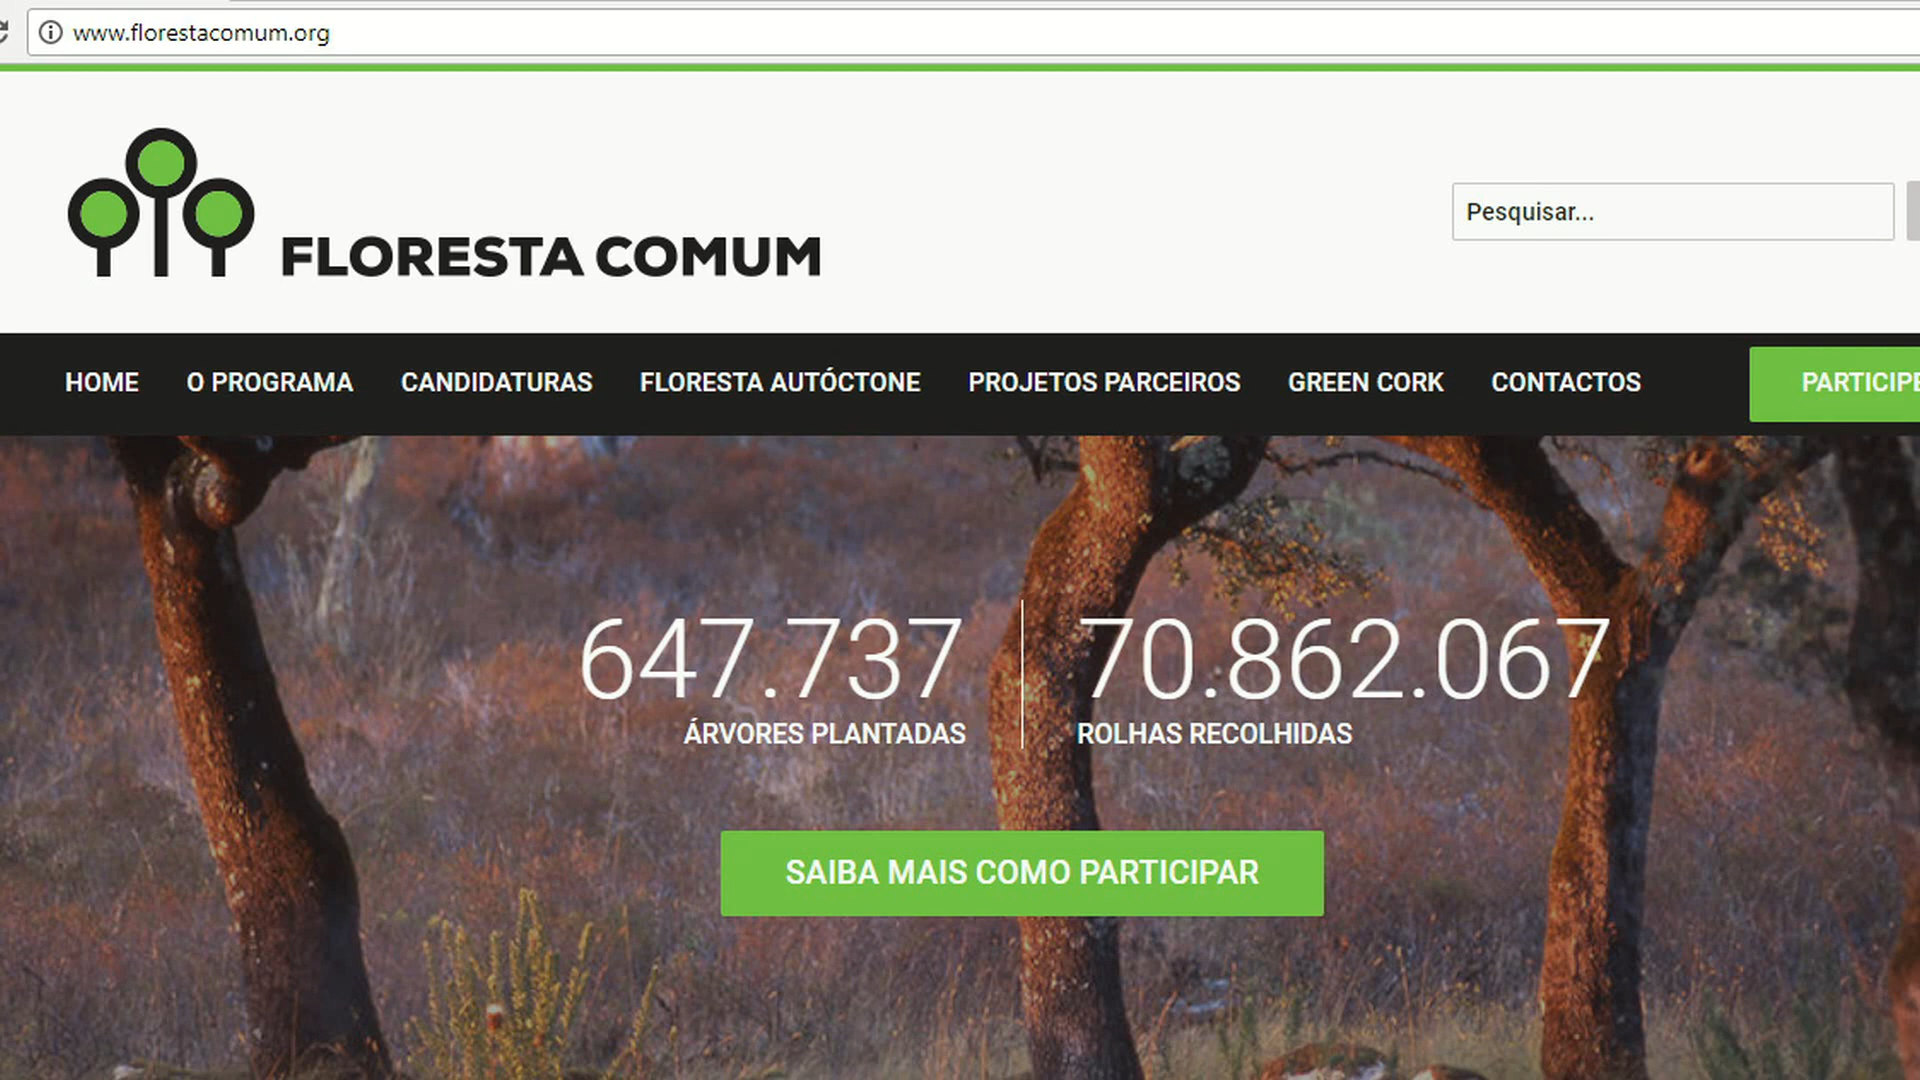 www.florestacomum.org
FLORESTA COMUM
Pesquisar...
HOME O PROGRAMA CANDIDATURAS FLORESTA AUTÓCTONE PROJETOS PARCEIROS GREEN CORK CONTACTOS PARTICIPE
647.737 70.862.067
ÁRVORES PLANTADAS ROLHAS RECOLHIDAS
SAIBA MAIS COMO PARTICIPAR